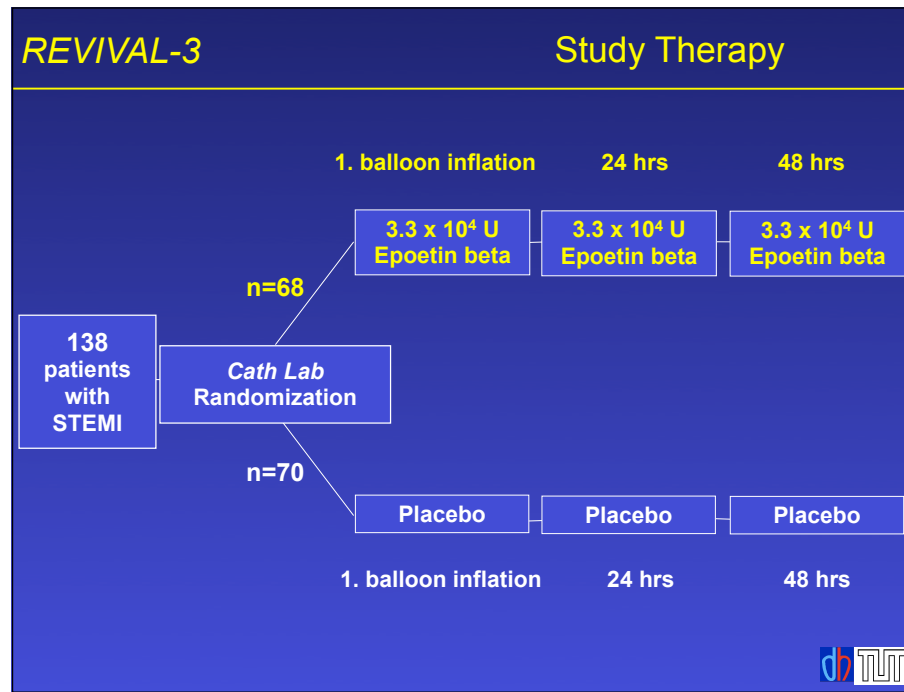 REVIVAL-3
Study Therapy
1. balloon inflation
24 hrs
48 hrs
3.3 x 10⁴ U
Epoetin beta
3.3 x 10⁴ U
Epoetin beta
3.3 x 10⁴ U
Epoetin beta
n=68
138
patients
with
STEMI
Cath Lab
Randomization
n=70
Placebo
Placebo
Placebo
1. balloon inflation
24 hrs
48 hrs
dh TUM